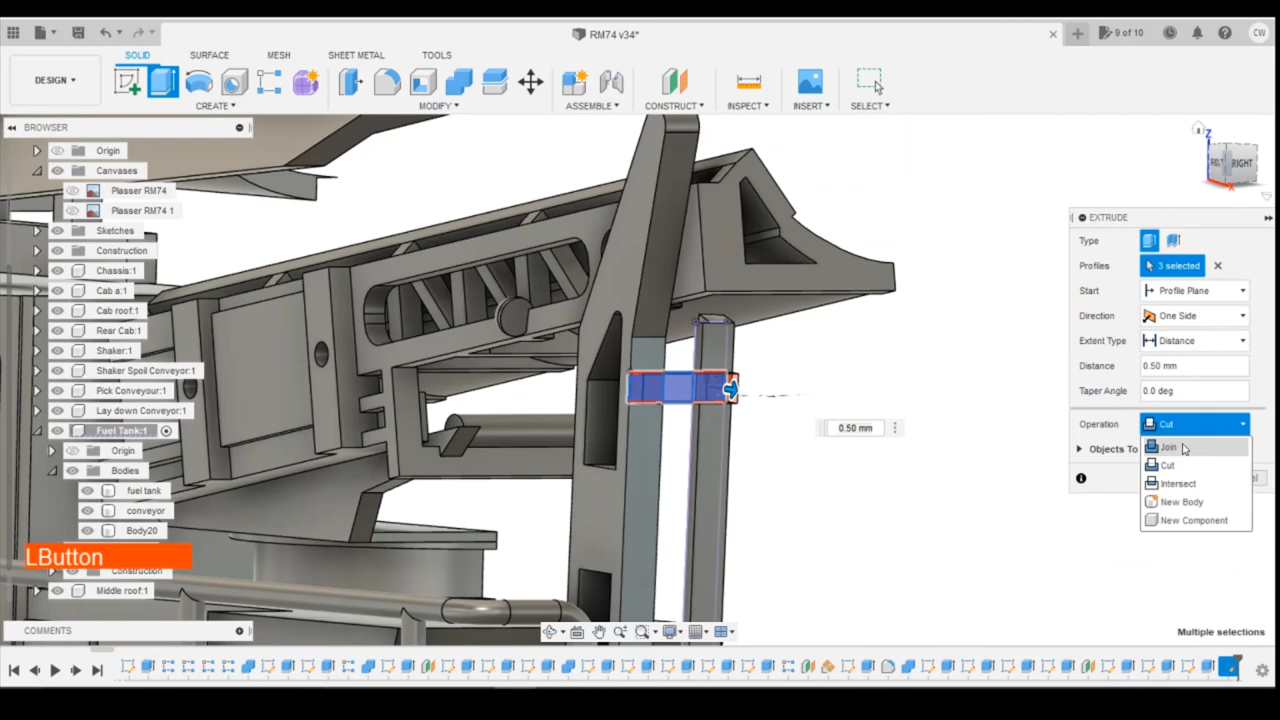 RM74 v34*
9 of 10
CW
DESIGN
SOLID
SURFACE
MESH
SHEET METAL
TOOLS
CREATE
MODIFY
ASSEMBLE
CONSTRUCT
INSPECT
INSERT
SELECT
BROWSER
Origin
Canvases
Plasser RM74
Plasser RM74 1
Sketches
Construction
Chassis:1
Cab a:1
Cab roof:1
Rear Cab:1
Shaker:1
Shaker Spoil Conveyor:1
Pick Conveyour:1
Lay down Conveyor:1
Fuel Tank:1
Origin
Bodies
fuel tank
conveyor
Body20
LButton
Construction
Middle roof:1
COMMENTS
Z
RIGHT
X
EXTRUDE
Type
Profiles
3 selected
Start
Profile Plane
Direction
One Side
Extent Type
Distance
Distance
0.50 mm
Taper Angle
0.0 deg
Operation
Cut
Objects To
Join
Cut
Intersect
New Body
New Component
0.50 mm
Multiple selections